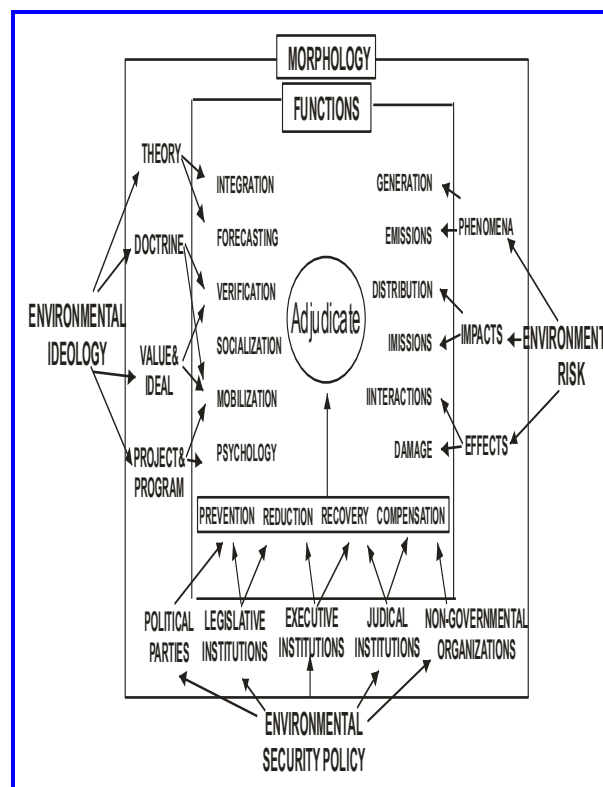 MORPHOLOGY
FUNCTIONS
THEORY
INTEGRATION
GENERATION
FORECASTING
EMISSIONS
PHENOMENA
DOCTRINE
VERIFICATION
DISTRIBUTION
ENVIRONMENTAL
IDEOLOGY
Adjudicate
VALUE&
IDEAL
SOCIALIZATION
IMISSIONS
IMPACTS
ENVIRONMENT
RISK
MOBILIZATION
IINTERACTIONS
PROJECT&
PROGRAM
PSYCHOLOGY
DAMAGE
EFFECTS
PREVENTION REDUCTION RECOVERY COMPENSATION
POLITICAL
PARTIES
LEGISLATIVE
INSTITUTIONS
EXECUTIVE
INSTITUTIONS
JUDICAL
INSTITUTIONS
NON-GOVERNMENTAL
ORGANIZATIONS
ENVIRONMENTAL
SECURITY POLICY